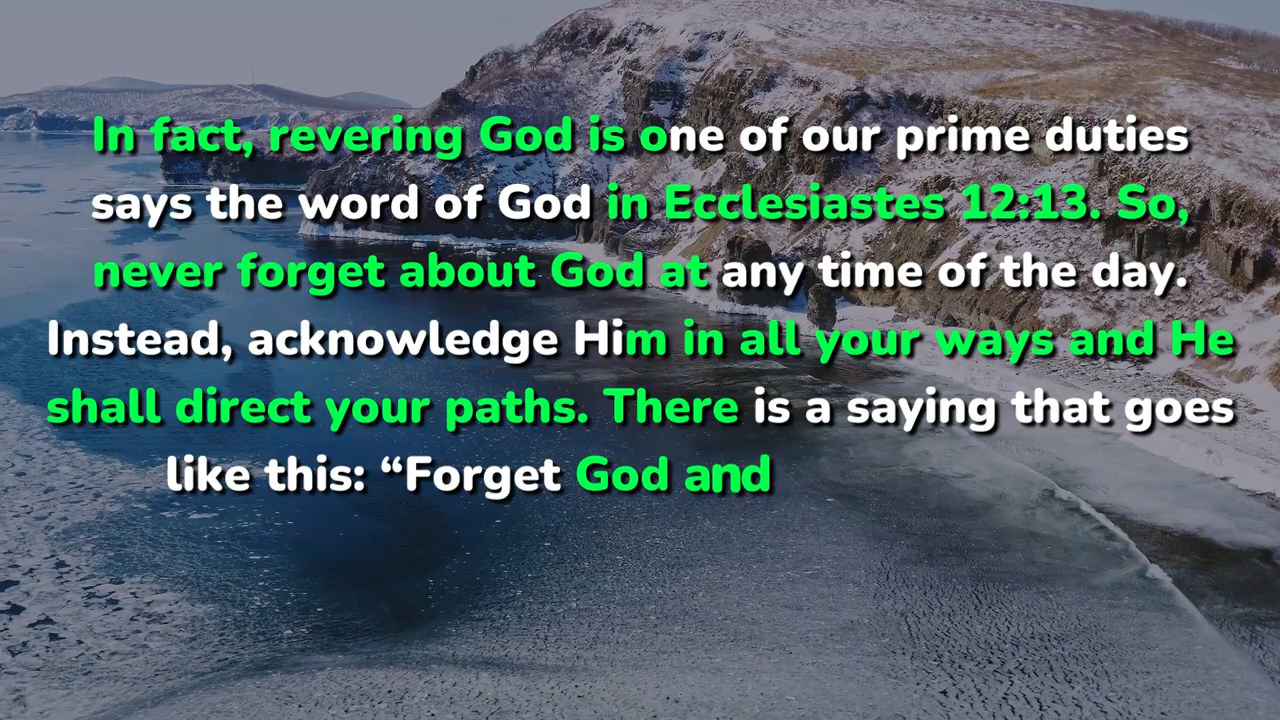 In fact, revering God is one of our prime duties
says the word of God in Ecclesiastes 12:13. So,
never forget about God at any time of the day.
Instead, acknowledge Him in all your ways and He
shall direct your paths. There is a saying that goes
like this: “Forget God and